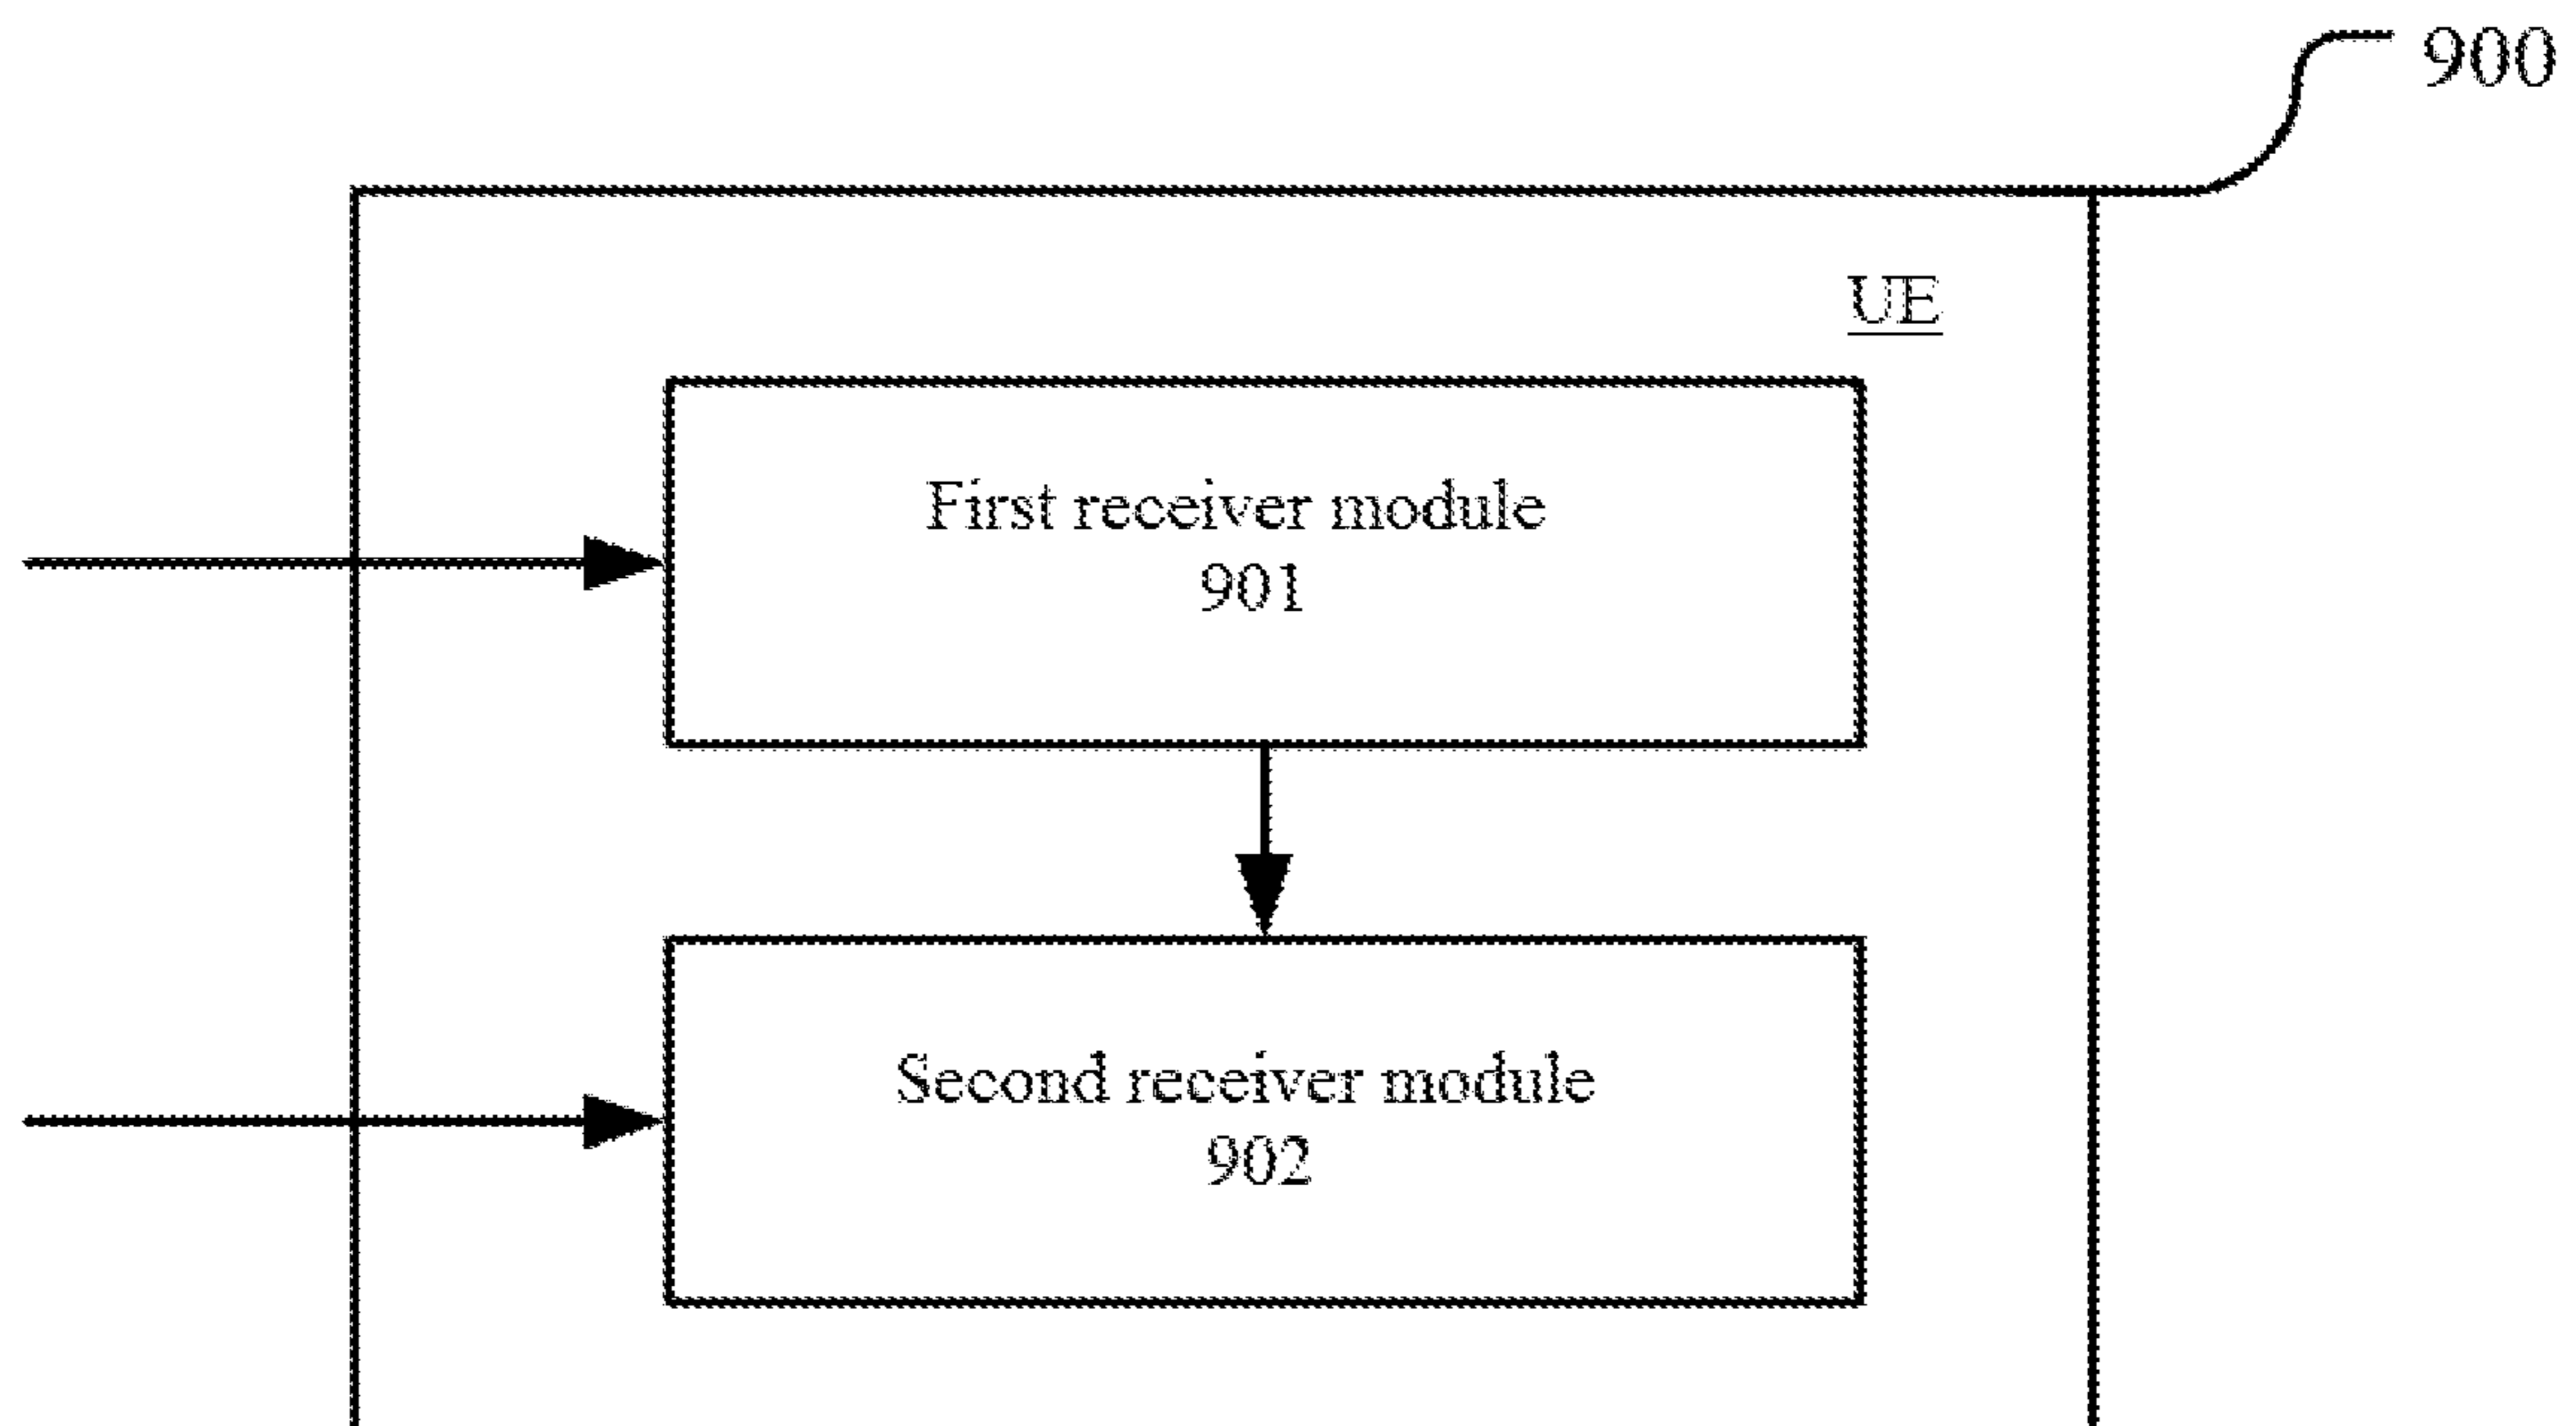 900
UE
First receiver module
901
Second receiver module
902